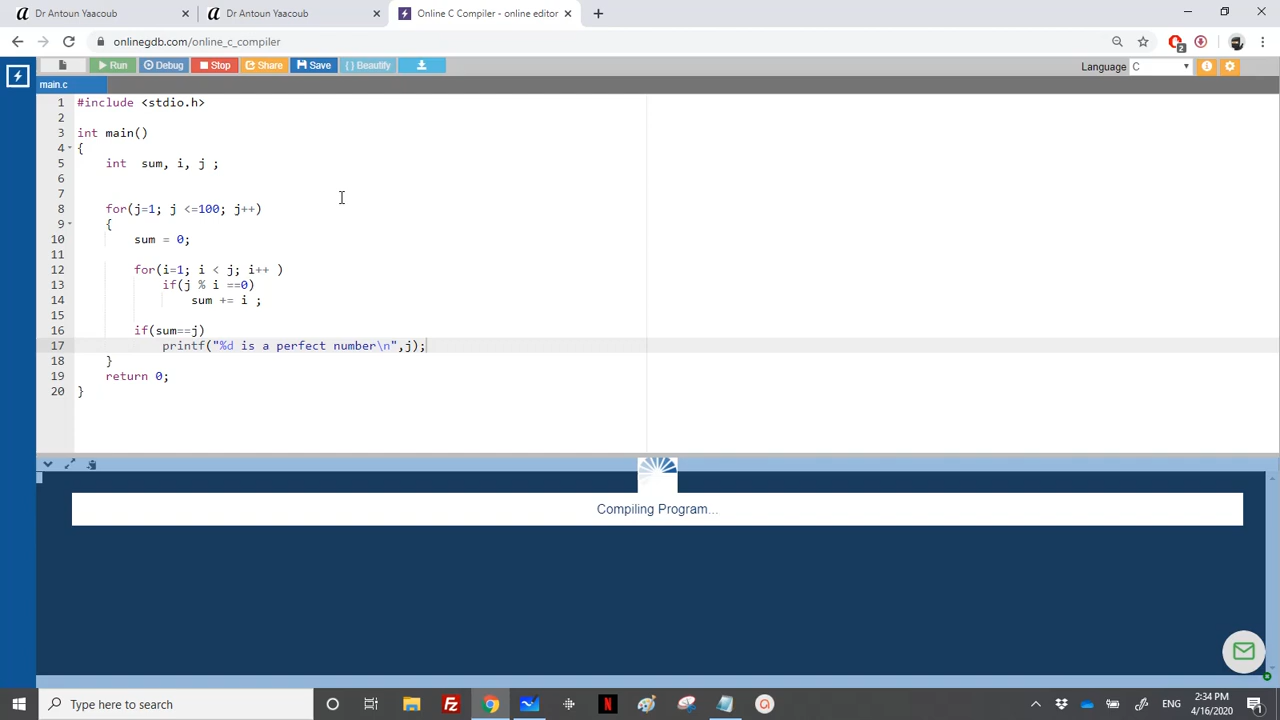 Dr Antoun Yaacoub
Dr Antoun Yaacoub
Online C Compiler - online editor
onlinegdb.com/online_c_compiler
2
Run
Debug
Stop
Share
Save
{ } Beautify
Language C
main.c
1 #include <stdio.h>
2
3 int main()
4 {
5 int  sum, i, j ;
6
7
8 for(j=1; j <=100; j++)
9 {
10 sum = 0;
11
12 for(i=1; i < j; i++ )
13 if(j % i ==0)
14 sum += i ;
15
16 if(sum==j)
17 printf("%d is a perfect number\n",j);
18 }
19 return 0;
20 }
Compiling Program...
Type here to search
ENG
2:34 PM
4/16/2020
1